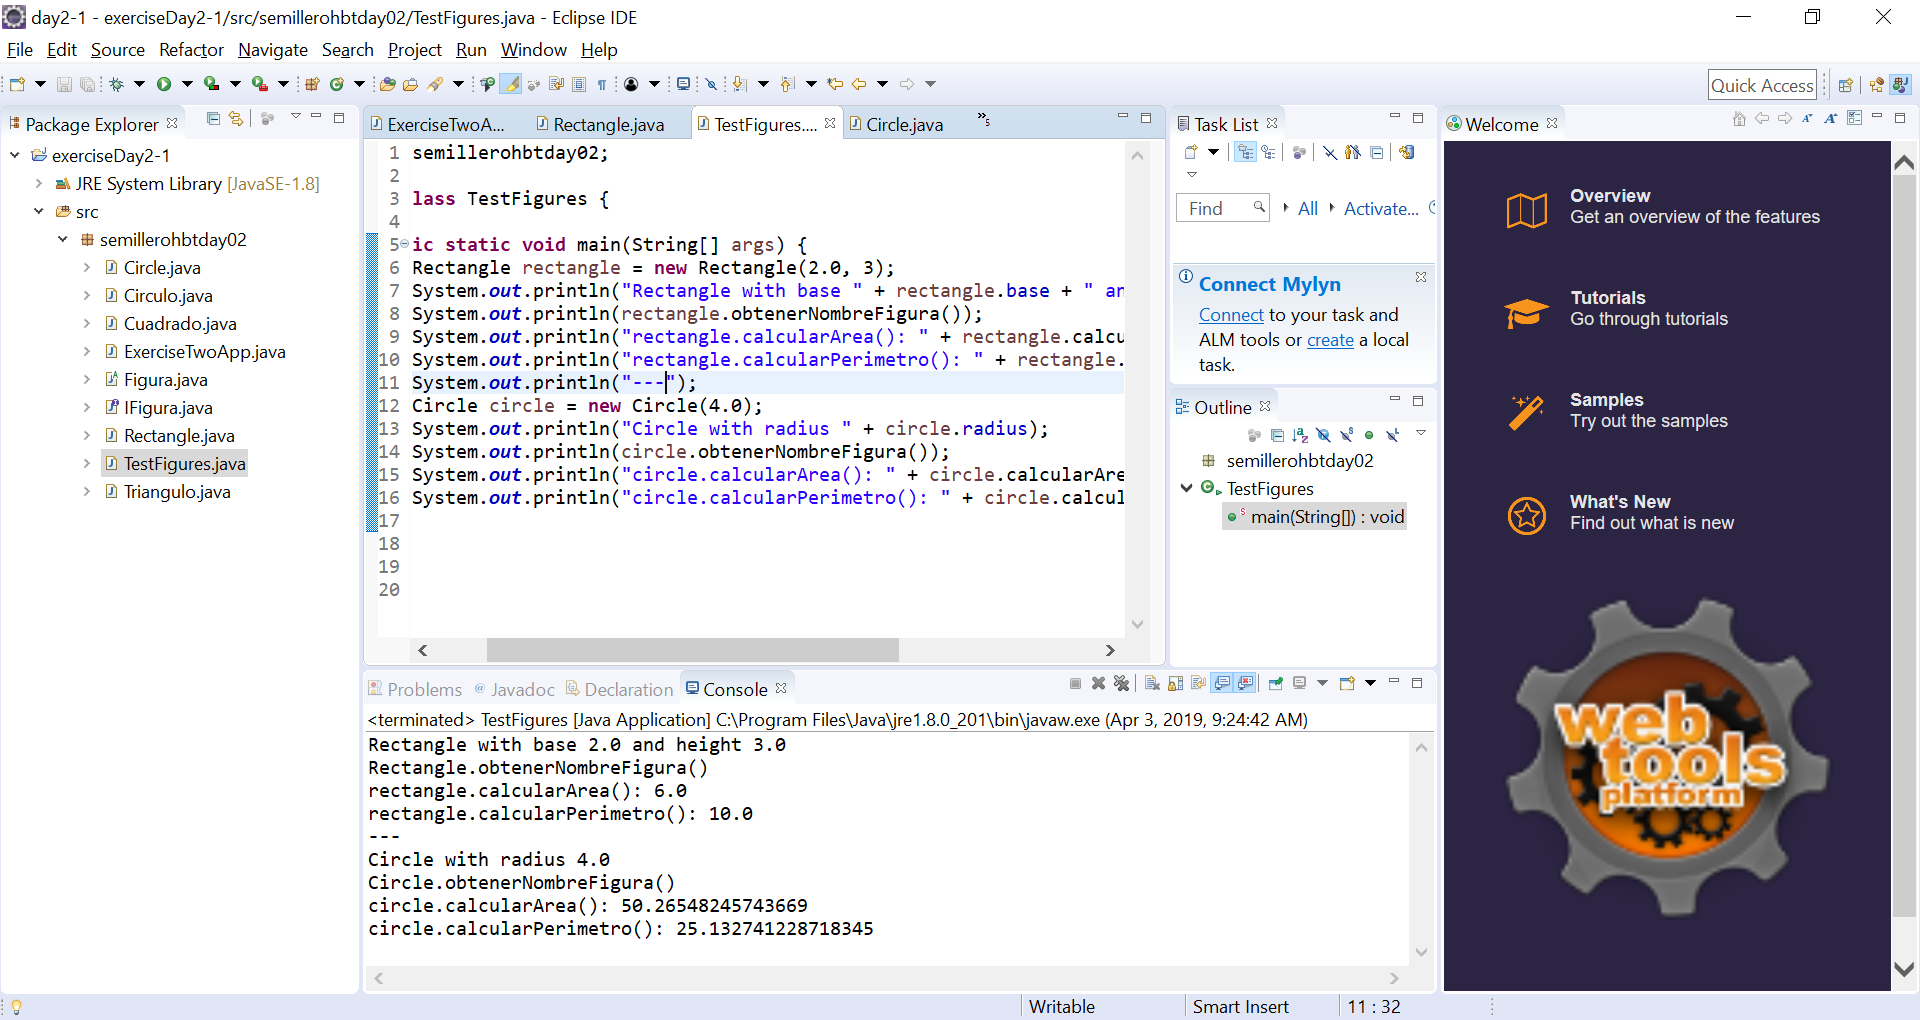 day2-1 - exerciseDay2-1/src/semillerohbtday02/TestFigures.java - Eclipse IDE
File Edit Source Refactor Navigate Search Project Run Window Help
Quick Access
Package Explorer
exerciseDay2-1
JRE System Library [JavaSE-1.8]
src
semillerohbtday02
Circle.java
Circulo.java
Cuadrado.java
ExerciseTwoApp.java
Figura.java
IFigura.java
Rectangle.java
TestFigures.java
Triangulo.java
ExerciseTwoA... Rectangle.java TestFigures.... Circle.java »5
1 semillerohbtday02;
2
3 lass TestFigures {
4
5 ic static void main(String[] args) {
6 Rectangle rectangle = new Rectangle(2.0, 3);
7 System.out.println("Rectangle with base " + rectangle.base + " an
8 System.out.println(rectangle.obtenerNombreFigura());
9 System.out.println("rectangle.calcularArea(): " + rectangle.calcu
10 System.out.println("rectangle.calcularPerimetro(): " + rectangle.
11 System.out.println("---");
12 Circle circle = new Circle(4.0);
13 System.out.println("Circle with radius " + circle.radius);
14 System.out.println(circle.obtenerNombreFigura());
15 System.out.println("circle.calcularArea(): " + circle.calcularAre
16 System.out.println("circle.calcularPerimetro(): " + circle.calcul
17
18
19
20
Task List
Find All Activate...
Connect Mylyn
Connect to your task and
ALM tools or create a local
task.
Outline
semillerohbtday02
TestFigures
main(String[]) : void
Problems Javadoc Declaration Console
<terminated> TestFigures [Java Application] C:\Program Files\Java\jre1.8.0_201\bin\javaw.exe (Apr 3, 2019, 9:24:42 AM)
Rectangle with base 2.0 and height 3.0
Rectangle.obtenerNombreFigura()
rectangle.calcularArea(): 6.0
rectangle.calcularPerimetro(): 10.0
---
Circle with radius 4.0
Circle.obtenerNombreFigura()
circle.calcularArea(): 50.26548245743669
circle.calcularPerimetro(): 25.132741228718345
Welcome
Overview
Get an overview of the features
Tutorials
Go through tutorials
Samples
Try out the samples
What's New
Find out what is new
web
tools
platform
Writable Smart Insert 11 : 32